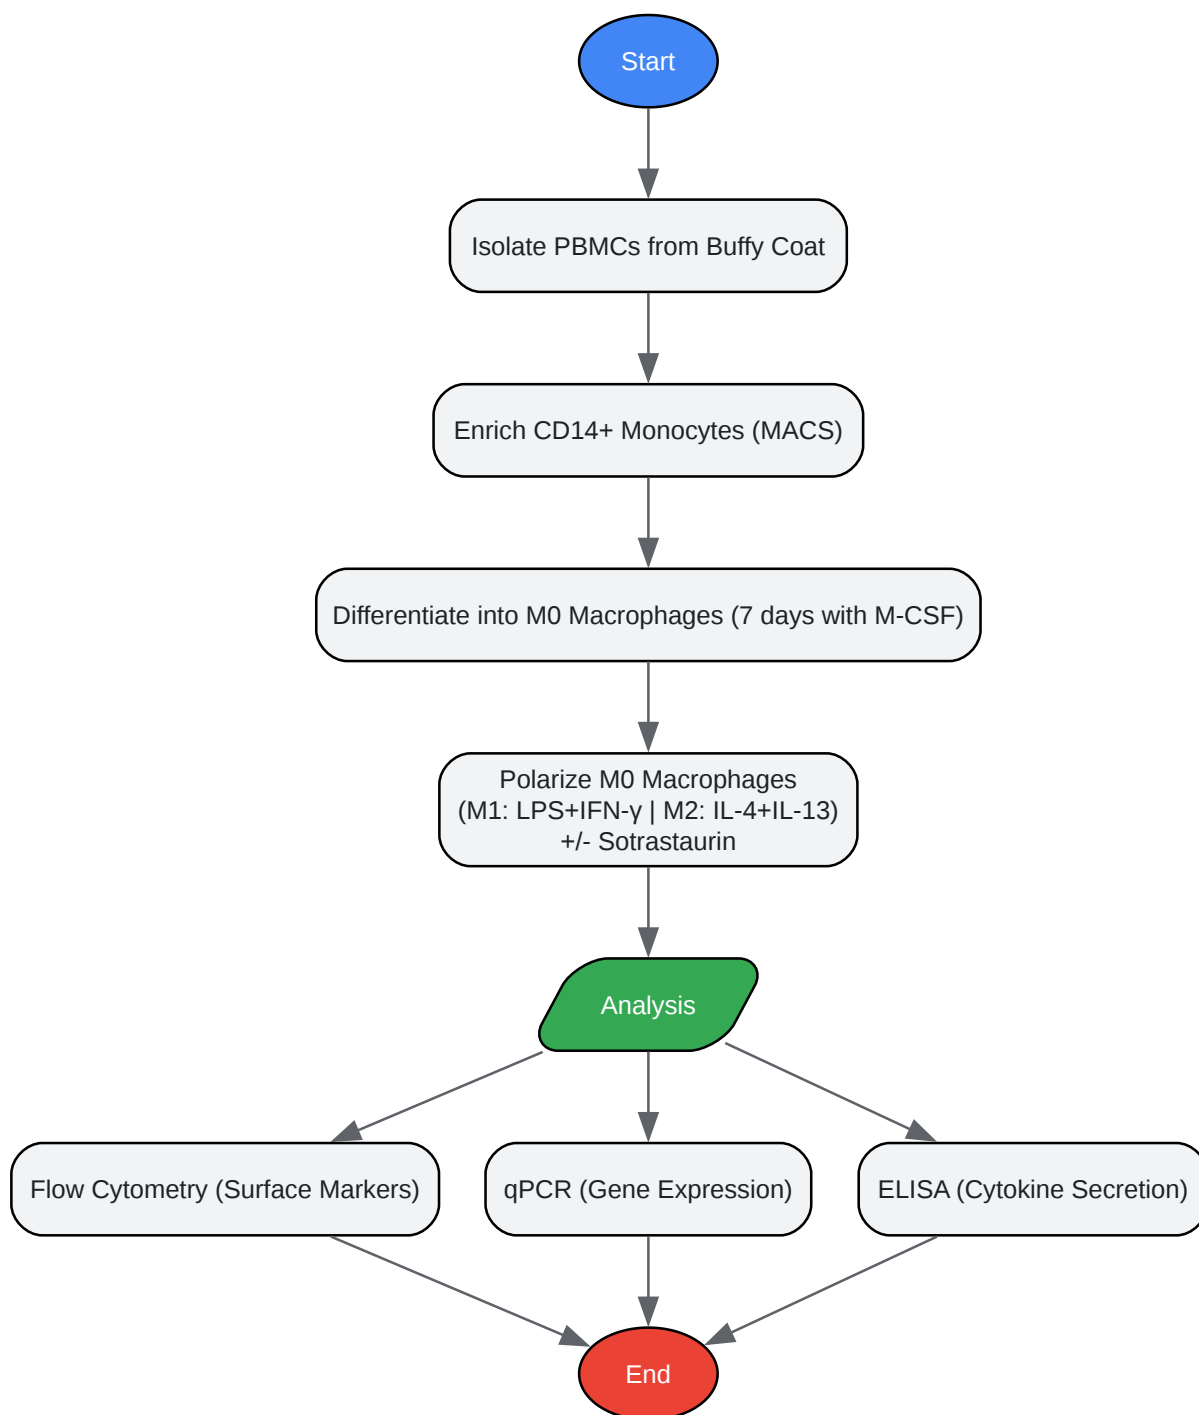 Start
Isolate PBMCs from Buffy Coat
Enrich CD14+ Monocytes (MACS)
Differentiate into M0 Macrophages (7 days with M-CSF)
Polarize M0 Macrophages
(M1: LPS+IFN-γ | M2: IL-4+IL-13)
+/- Sotrastaurin
Analysis
Flow Cytometry (Surface Markers)
qPCR (Gene Expression)
ELISA (Cytokine Secretion)
End